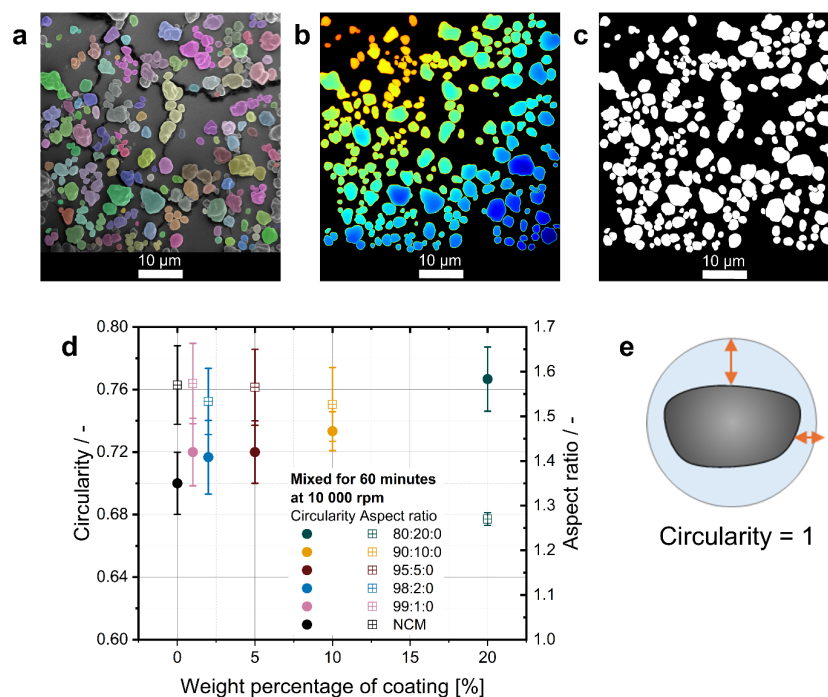 a
b
c
10 µm
10 µm
10 µm
d
e
0.80
0.76
0.72
0.68
0.64
0.60
Circularity / -
1.7
1.6
1.5
1.4
1.3
1.2
1.1
1.0
Aspect ratio / -
Mixed for 60 minutes
at 10 000 rpm
Circularity Aspect ratio
80:20:0
90:10:0
95:5:0
98:2:0
99:1:0
NCM
0 5 10 15 20
Weight percentage of coating [%]
Circularity = 1